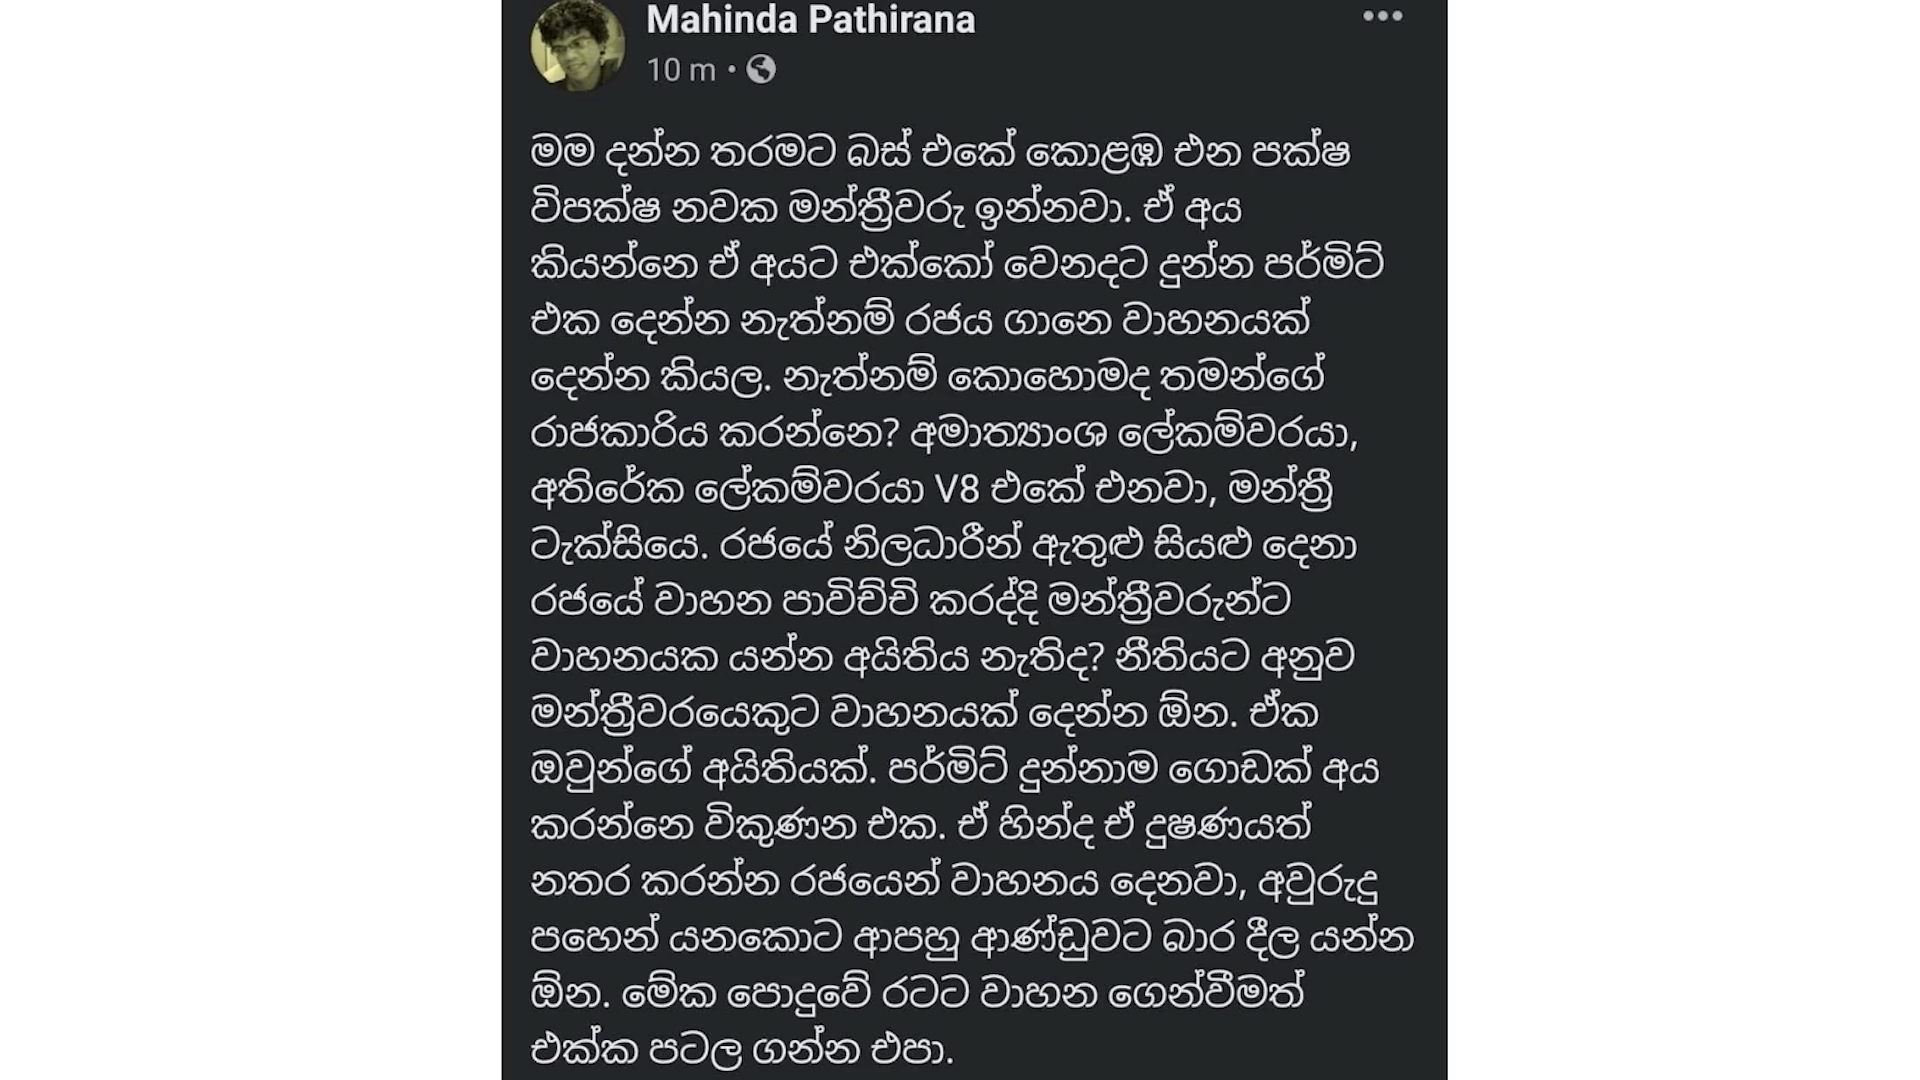 Mahinda Pathirana
10 m •
මම දන්න තරමට බස් එකේ කොළඹ එන පක්ෂ
විපක්ෂ නවක මන්ත්‍රීවරු ඉන්නවා. ඒ අය
කියන්නෙ ඒ අයට එක්කෝ වෙනදට දුන්න පර්මිට්
එක දෙන්න නැත්නම් රජය ගානෙ වාහනයක්
දෙන්න කියල. නැත්නම් කොහොමද තමන්ගේ
රාජකාරිය කරන්නෙ? අමාත්‍යාංශ ලේකම්වරයා,
අතිරේක ලේකම්වරයා V8 එකේ එනවා, මන්ත්‍රී
ටැක්සියෙ. රජයේ නිලධාරීන් ඇතුළු සියළු දෙනා
රජයේ වාහන පාවිච්චි කරද්දි මන්ත්‍රීවරුන්ට
වාහනයක යන්න අයිතිය නැතිද? නීතියට අනුව
මන්ත්‍රීවරයෙකුට වාහනයක් දෙන්න ඕන. ඒක
ඔවුන්ගේ අයිතියක්. පර්මිට් දුන්නාම ගොඩක් අය
කරන්නෙ විකුණන එක. ඒ හින්ද ඒ දූෂණයත්
නතර කරන්න රජයෙන් වාහනය දෙනවා, අවුරුදු
පහෙන් යනකොට ආපහු ආණ්ඩුවට බාර දීල යන්න
ඕන. මේක පොදුවේ රටට වාහන ගෙන්වීමත්
එක්ක පටල ගන්න එපා.